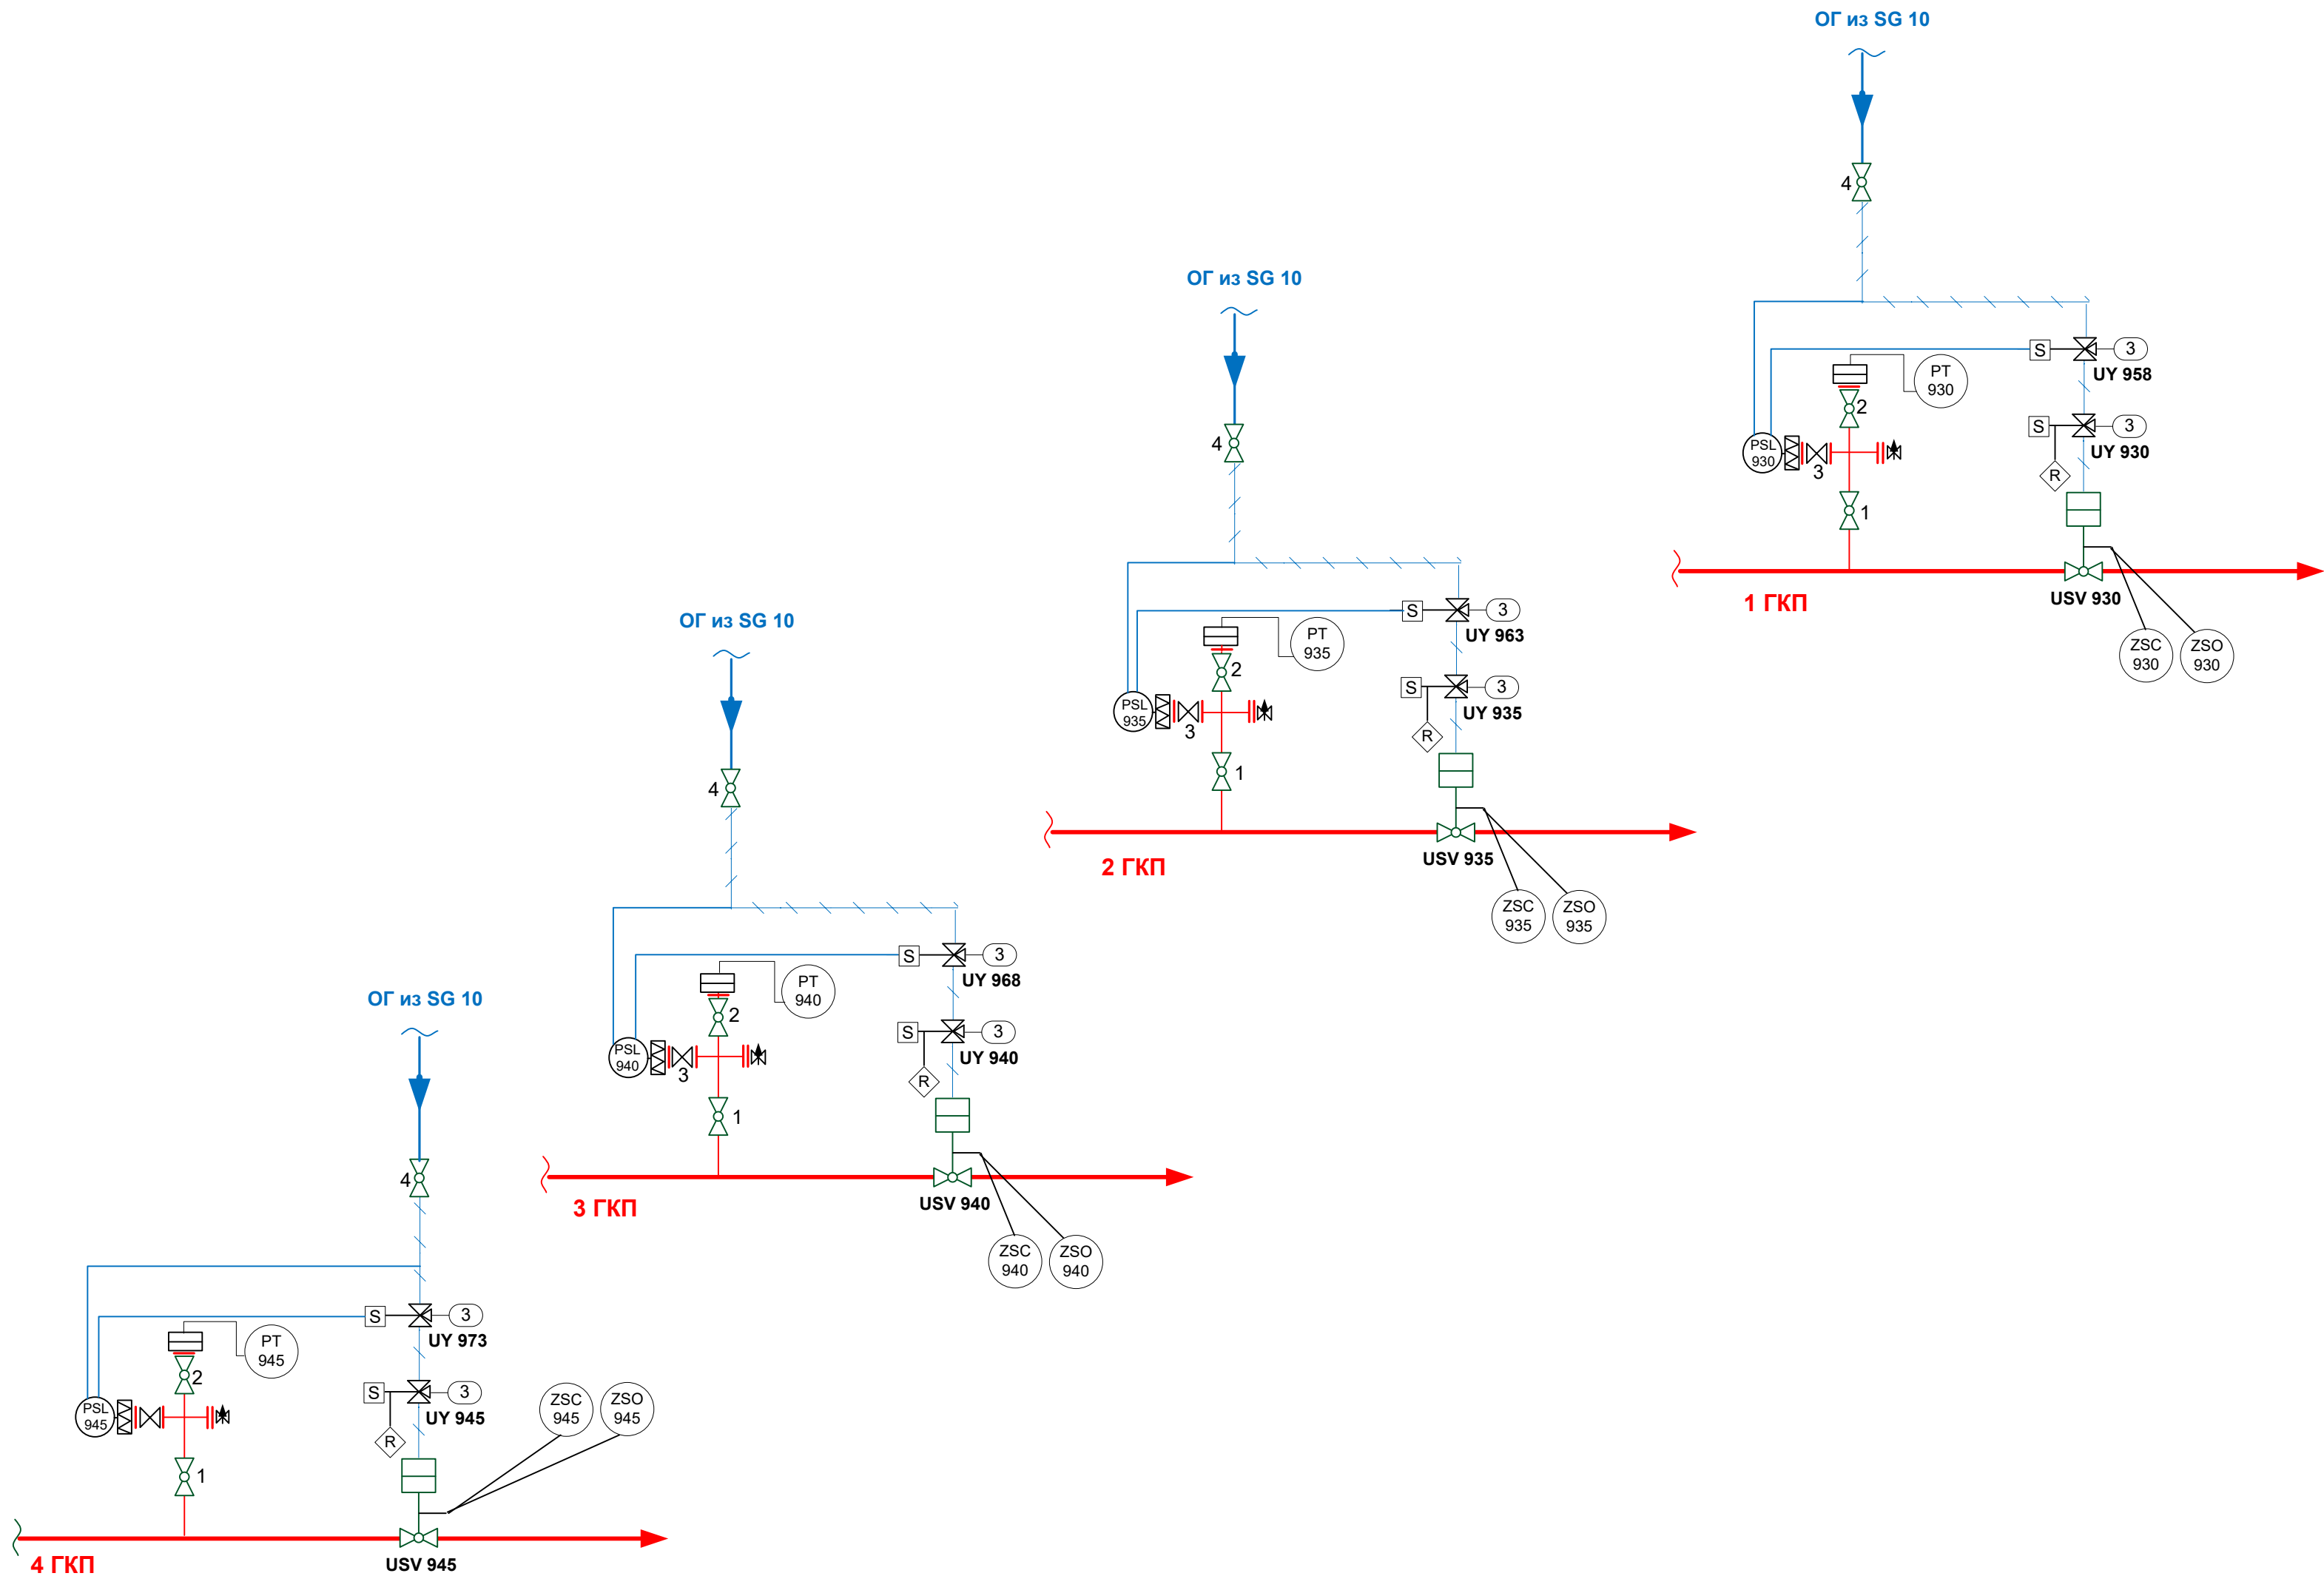 ОГ из SG 10
4
S
3
UY 958
PT
930
2
S
3
UY 930
PSL
930
3
R
1
1 ГКП
USV 930
ZSC
930
ZSO
930
ОГ из SG 10
4
S
3
UY 963
PT
935
2
S
3
UY 935
PSL
935
3
R
1
2 ГКП
USV 935
ZSC
935
ZSO
935
ОГ из SG 10
4
S
3
UY 968
PT
940
2
S
3
UY 940
PSL
940
3
R
1
3 ГКП
USV 940
ZSC
940
ZSO
940
ОГ из SG 10
4
S
3
UY 973
PT
945
2
S
3
UY 945
PSL
945
R
1
ZSC
945
ZSO
945
4 ГКП
USV 945